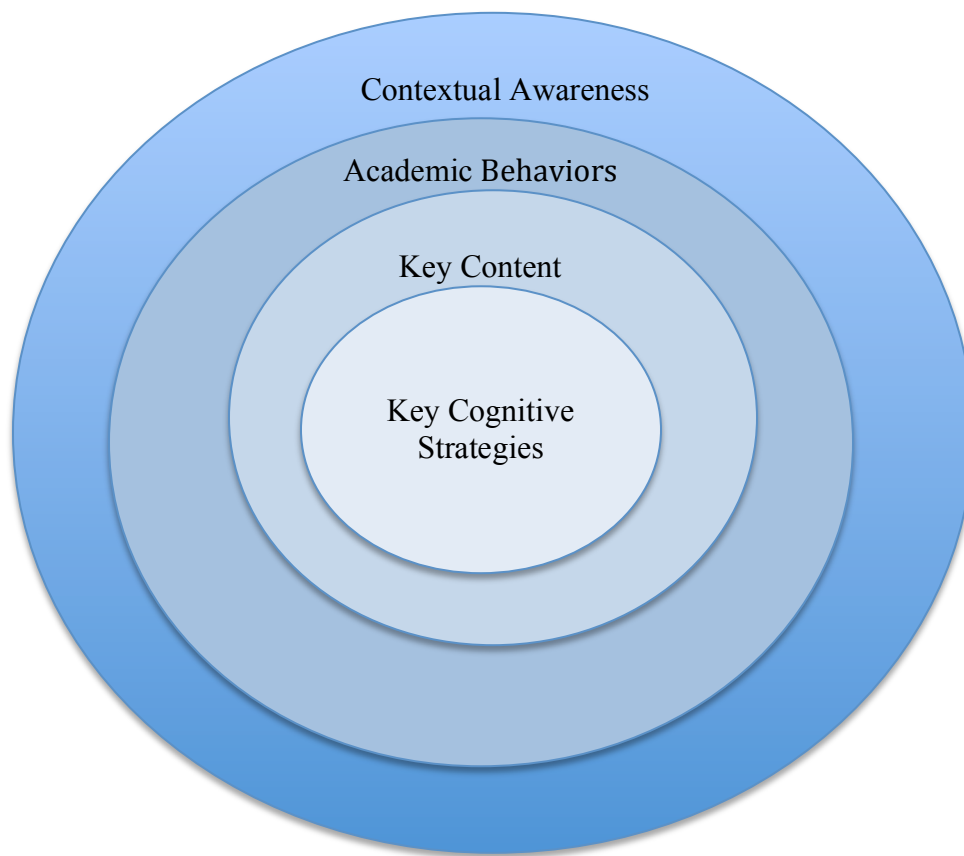 Contextual Awareness
Academic Behaviors
Key Content
Key Cognitive
Strategies